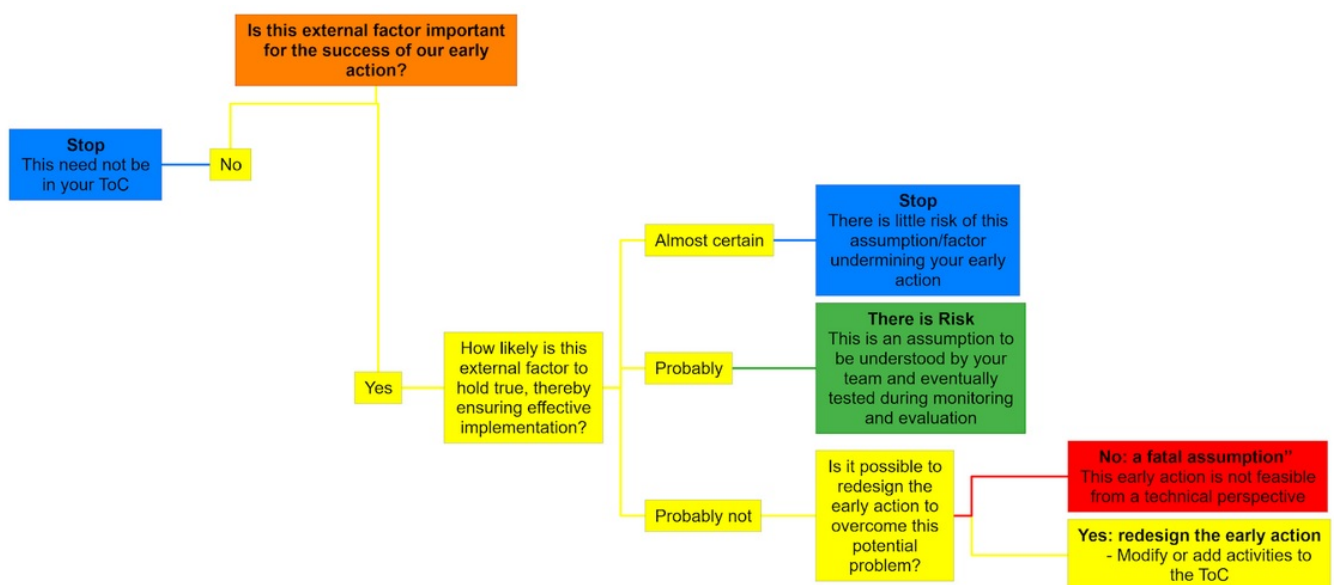 Is this external factor important
for the success of our early
action?
Stop
This need not be
in your ToC
No
Yes
How likely is this
external factor to
hold true, thereby
ensuring effective
implementation?
Almost certain
Stop
There is little risk of this
assumption/factor
undermining your early
action
Probably
There is Risk
This is an assumption to
be understood by your
team and eventually
tested during monitoring
and evaluation
Probably not
Is it possible to
redesign the
early action to
overcome this
potential
problem?
No: a fatal assumption”
This early action is not feasible
from a technical perspective
Yes: redesign the early action
- Modify or add activities to
the ToC